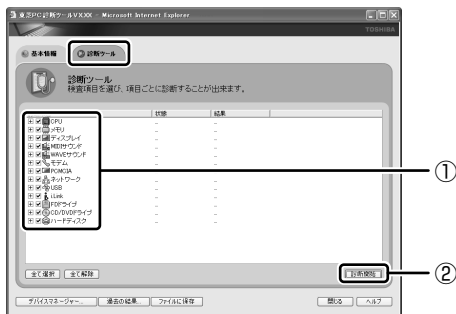 東芝PC診断ツールVX.XX - Microsoft Internet Explorer
TOSHIBA
基本情報
診断ツール
診断ツール
検査項目を選び、項目ごとに診断することが出来ます。
状態 結果
CPU - -
メモリ - -
ディスプレイ - -
MIDIサウンド - -
WAVEサウンド - -
モデム - -
PCMCIA - -
ネットワーク - -
USB - -
i.Link - -
FDドライブ - -
CD/DVDドライブ - -
ハードディスク - -
①
②
全て選択 全て解除 診断開始
デバイスマネージャー... 過去の結果... ファイルに保存 閉じる ヘルプ